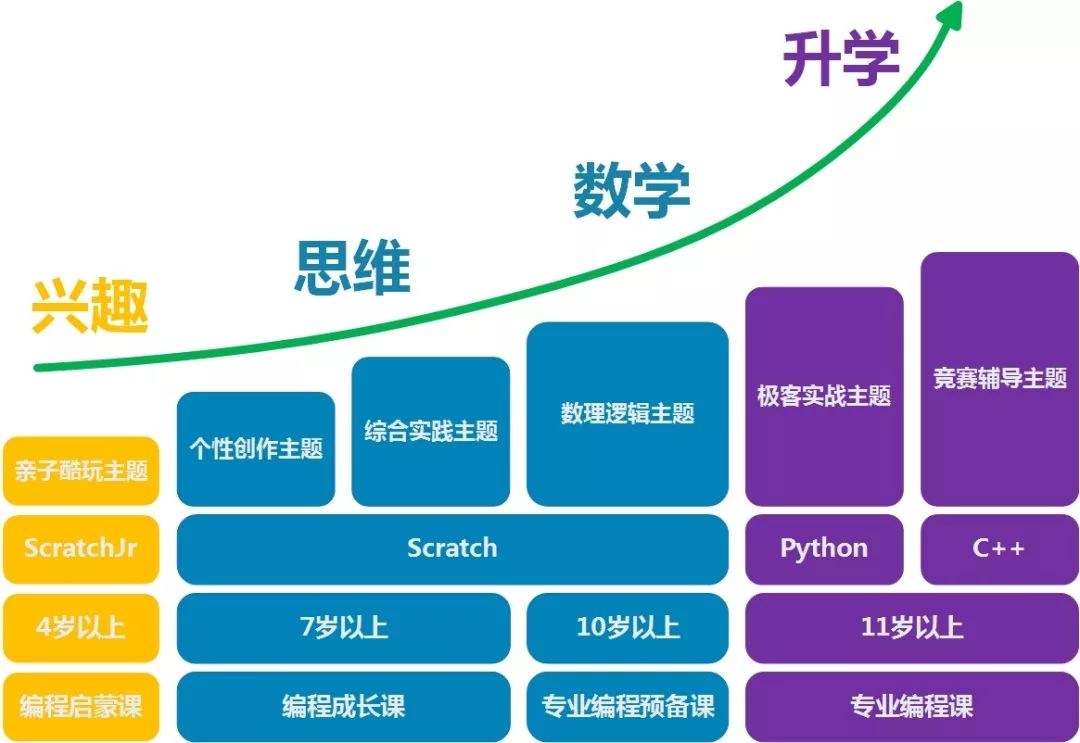 升学
数学
思维
兴趣
亲子酷玩主题
个性创作主题
综合实践主题
数理逻辑主题
极客实战主题
竞赛辅导主题
ScratchJr
Scratch
Python
C++
4岁以上
7岁以上
10岁以上
11岁以上
编程启蒙课
编程成长课
专业编程预备课
专业编程课